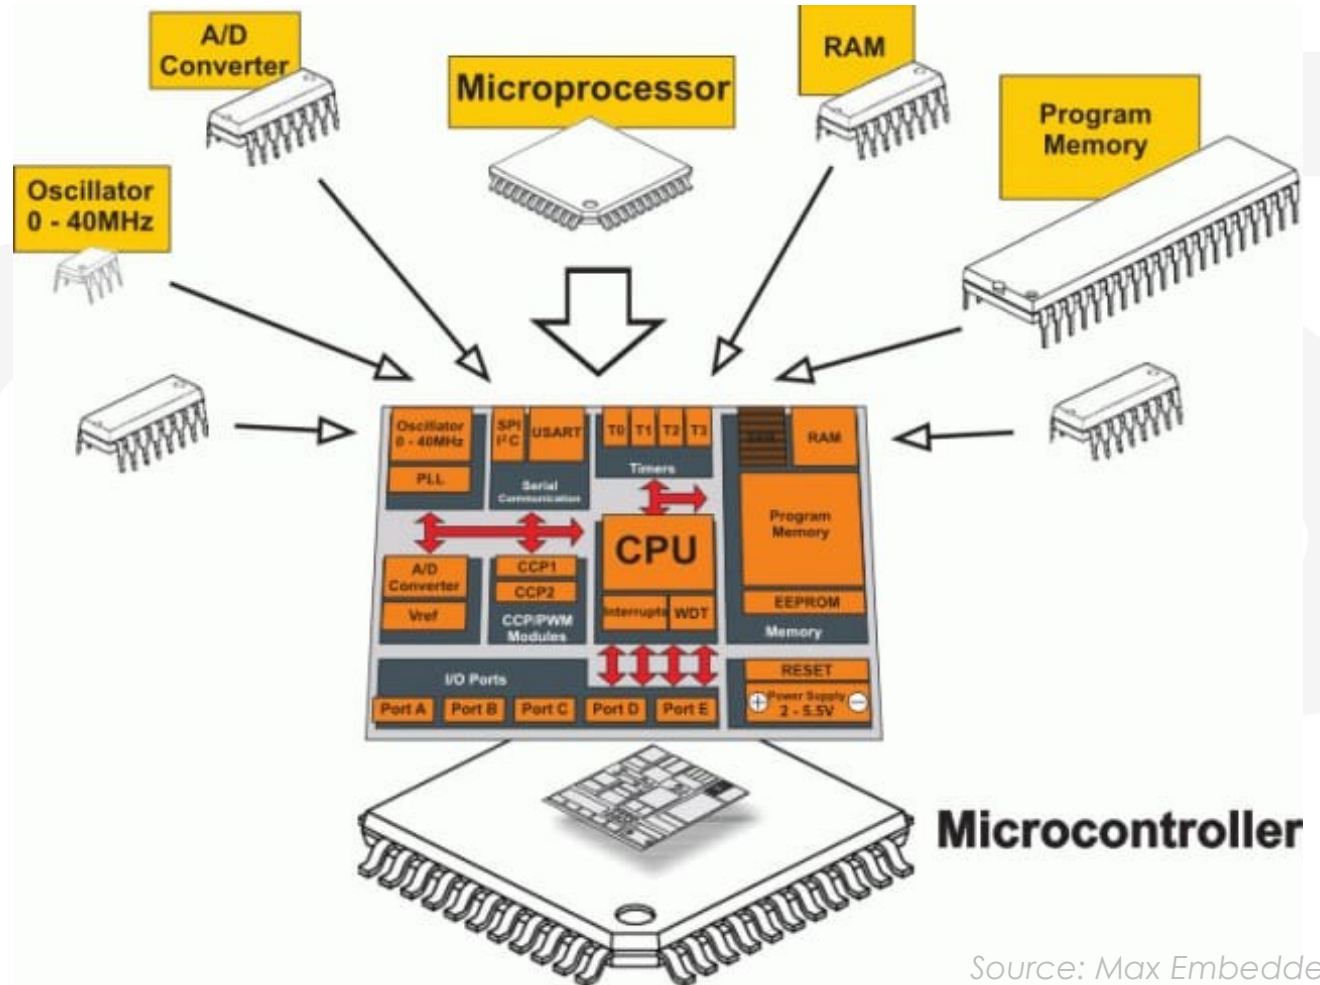 A/D
Converter
Microprocessor
RAM
Program
Memory
Oscillator
0 - 40MHz
Oscillator
0 - 40MHz
PLL
SPI
I²C
USART
Serial
Communication
T0 T1 T2 T3
Timers
RAM
Program
Memory
EEPROM
Memory
A/D
Converter
Vref
CCP1
CCP2
CCP/PWM
Modules
CPU
Interrupts WDT
I/O Ports
Port A Port B Port C Port D Port E
RESET
+ Power Supply −
2 - 5.5V
Microcontroller
Source: Max Embedde